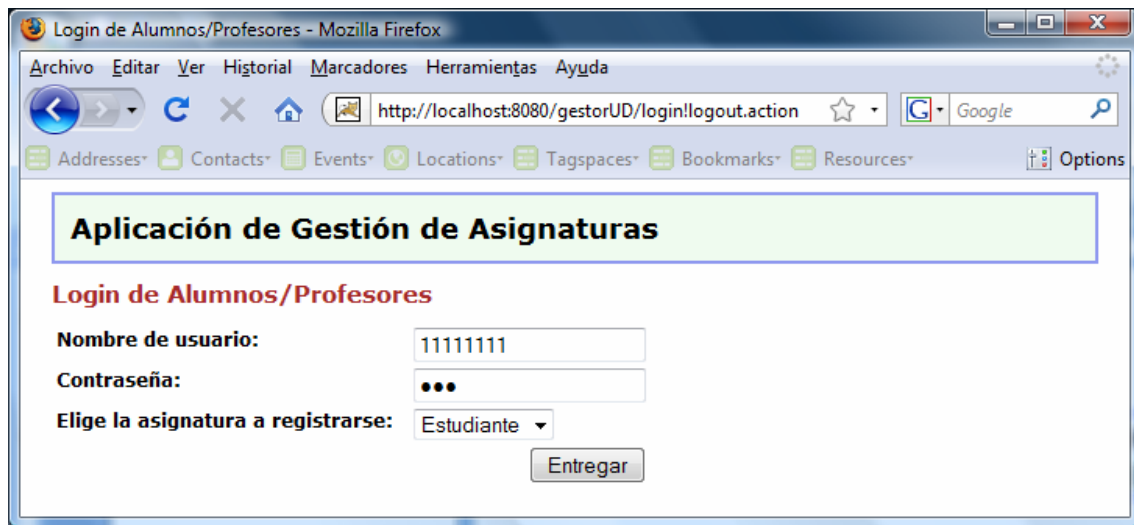 Login de Alumnos/Profesores - Mozilla Firefox
Archivo Editar Ver Historial Marcadores Herramientas Ayuda
http://localhost:8080/gestorUD/login!logout.action G Google
Addresses Contacts Events Locations Tagspaces Bookmarks Resources Options
Aplicación de Gestión de Asignaturas
Login de Alumnos/Profesores
Nombre de usuario: 11111111
Contraseña: •••
Elige la asignatura a registrarse: Estudiante
Entregar